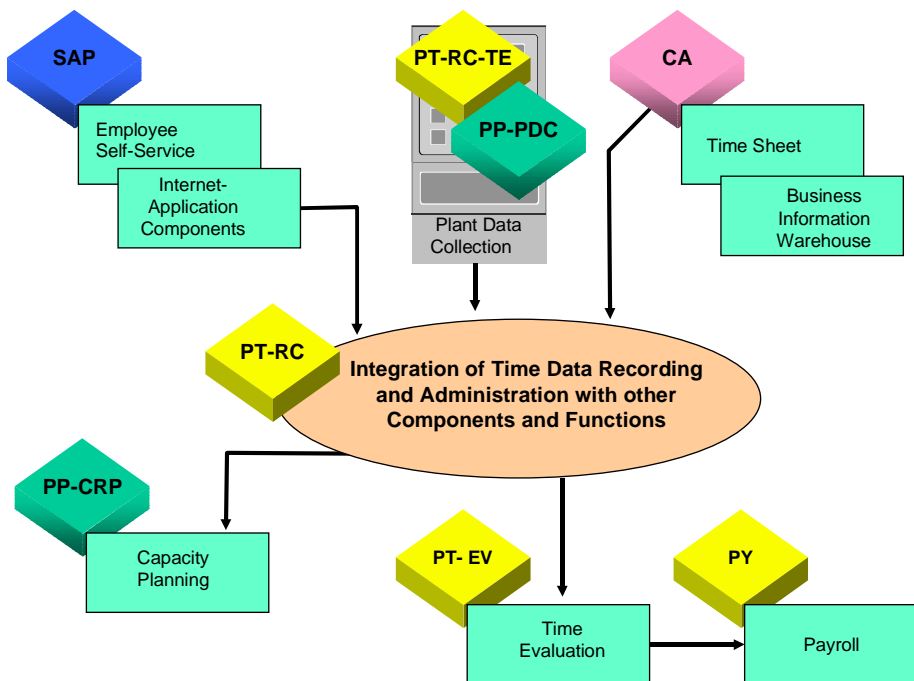 SAP
Employee
Self-Service
Internet-
Application
Components
PT-RC-TE
PP-PDC
Plant Data
Collection
CA
Time Sheet
Business
Information
Warehouse
PT-RC
Integration of Time Data Recording
and Administration with other
Components and Functions
PP-CRP
Capacity
Planning
PT- EV
Time
Evaluation
PY
Payroll